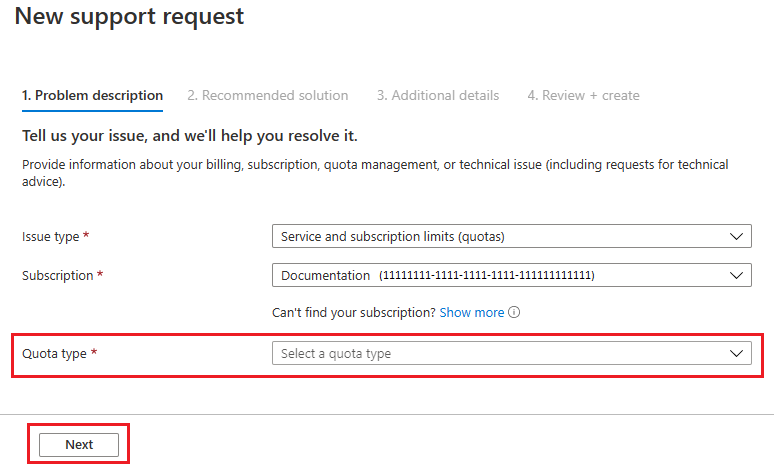 New support request
1. Problem description 2. Recommended solution 3. Additional details 4. Review + create
Tell us your issue, and we'll help you resolve it.
Provide information about your billing, subscription, quota management, or technical issue (including requests for technical
advice).
Issue type * Service and subscription limits (quotas)
Subscription * Documentation (11111111-1111-1111-1111-111111111111)
Can't find your subscription? Show more
Quota type * Select a quota type
Next